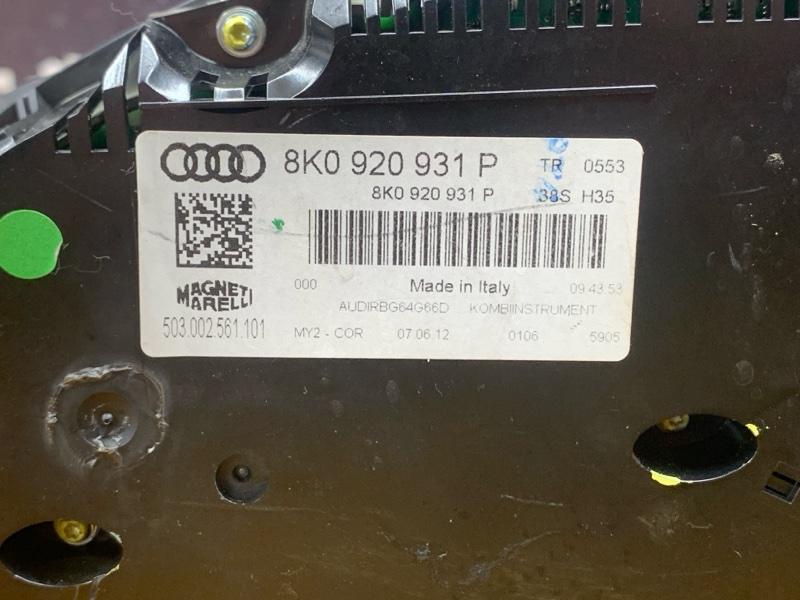 8K0 920 931 P TR 0553
8K0 920 931 P 38S H35
MAGNETI
MARELLI
503.002.561.101
000 Made in Italy 09 43 53
AUDIRBG64G66D KOMBIINSTRUMENT
MY2 - COR 07.06.12 0106 5905